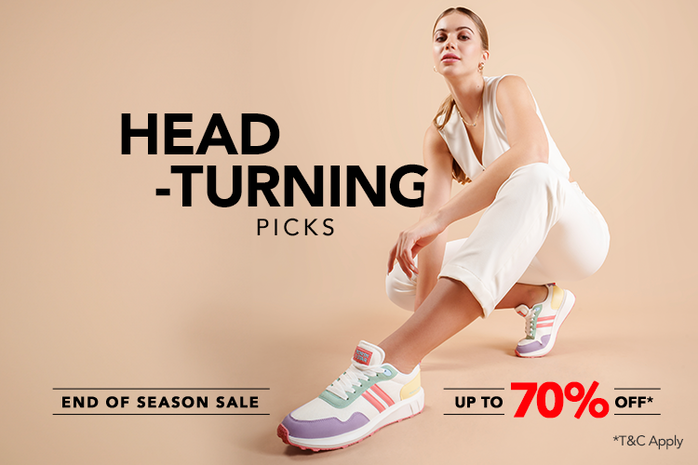 HEAD
-TURNING
PICKS
END OF SEASON SALE
UP TO 70% OFF*
*T&C Apply